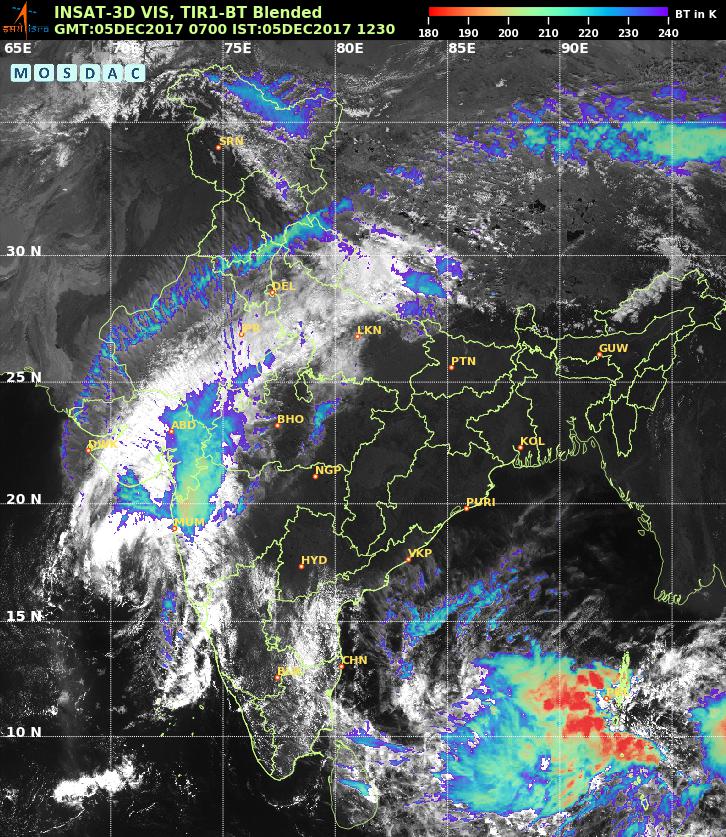 INSAT-3D VIS, TIR1-BT Blended
GMT:05DEC2017 0700 IST:05DEC2017 1230
BT in K
180 190 200 210 220 230 240
65E 70E 75E 80E 85E 90E
MOSDAC
SRN
30 N
DEL
JPR
LKN
GUW
PTN
25 N
ABD
BHO
DWK
KOL
NGP
20 N
PURI
MUM
VKP
HYD
15 N
CHN
10 N